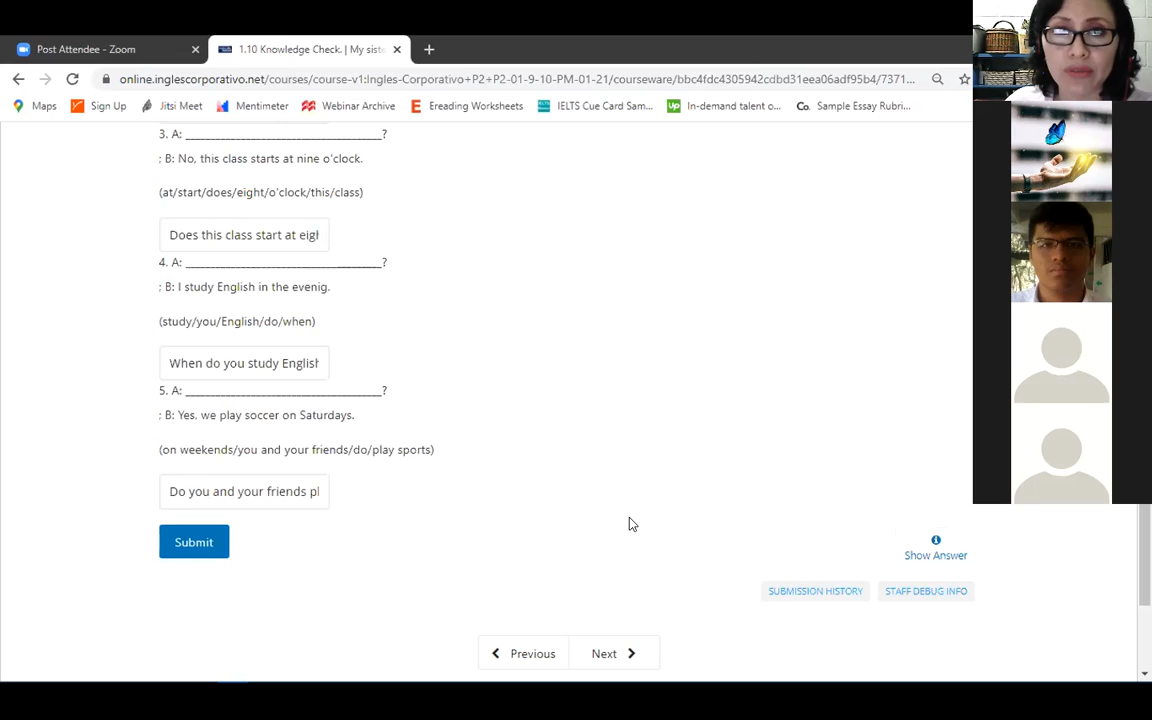 Post Attendee - Zoom
1.10 Knowledge Check. | My siste
online.inglescorporativo.net/courses/course-v1:Ingles-Corporativo+P2+P2-01-9-10-PM-01-21/courseware/bbc4fdc4305942cdbd31eea06adf95b4/7371...
Maps
Sign Up
Jitsi Meet
Mentimeter
Webinar Archive
Ereading Worksheets
IELTS Cue Card Sam...
In-demand talent o...
Co. Sample Essay Rubri...
3. A: ____________________________________?
; B: No, this class starts at nine o'clock.
(at/start/does/eight/o'clock/this/class)
Does this class start at eigh
4. A: ____________________________________?
; B: I study English in the evenig.
(study/you/English/do/when)
When do you study English
5. A: ____________________________________?
; B: Yes, we play soccer on Saturdays.
(on weekends/you and your friends/do/play sports)
Do you and your friends pl
Submit
Show Answer
SUBMISSION HISTORY
STAFF DEBUG INFO
Previous
Next